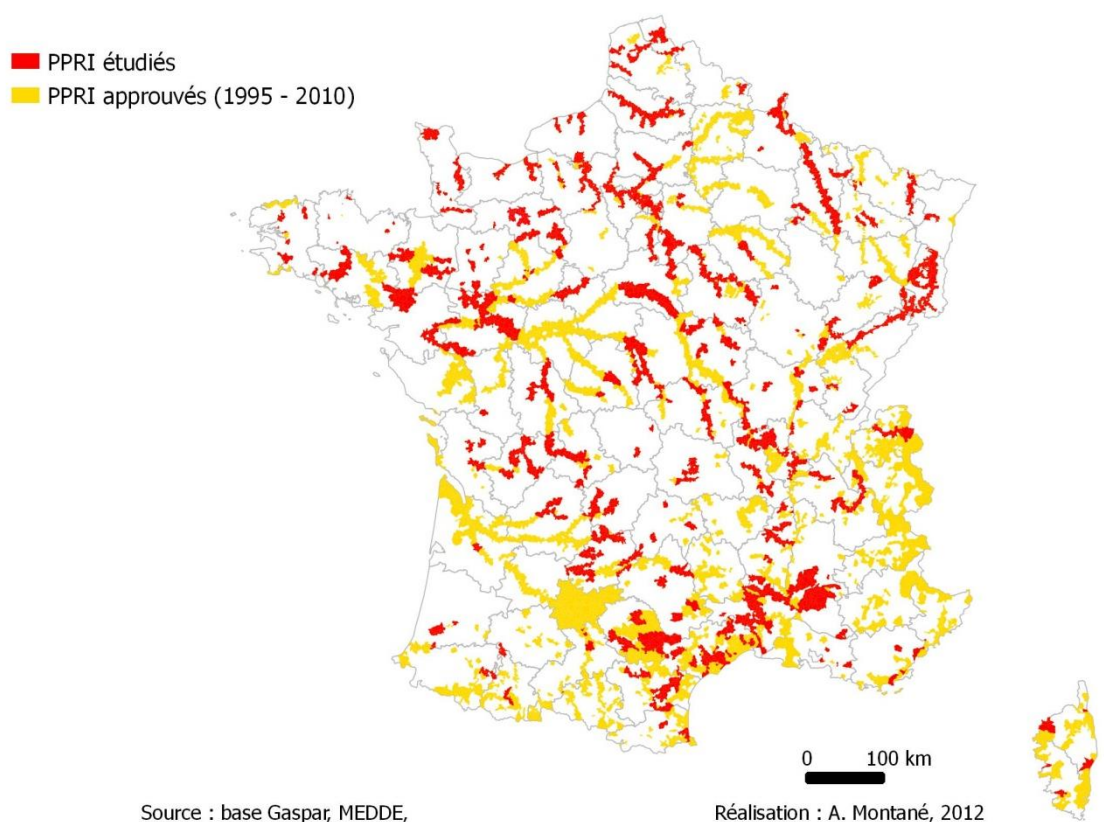 PPRI étudiés
PPRI approuvés (1995 - 2010)
0 100 km
Source : base Gaspar, MEDDE,
Réalisation : A. Montané, 2012